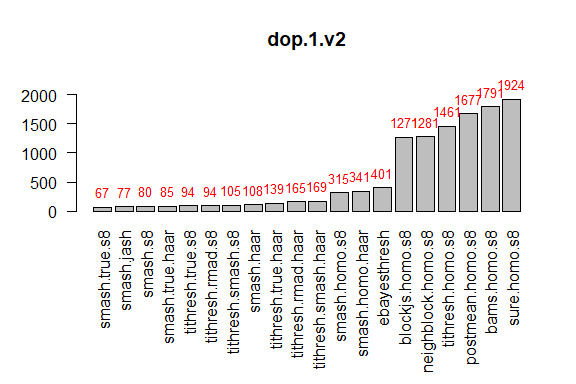 dop.1.v2
2000
1500
1000
500
0
67 77 80 85 94 94 105 108 139 165 169 315 341 401 1271 1281 1461 1677 1791 1924
smash.true.s8
smash.jash
smash.s8
smash.true.haar
tithresh.true.s8
tithresh.rmad.s8
tithresh.smash.s8
smash.haar
tithresh.true.haar
tithresh.rmad.haar
tithresh.smash.haar
smash.homo.s8
smash.homo.haar
ebayesthresh
blockjs.homo.s8
neighblock.homo.s8
tithresh.homo.s8
postmean.homo.s8
bams.homo.s8
sure.homo.s8